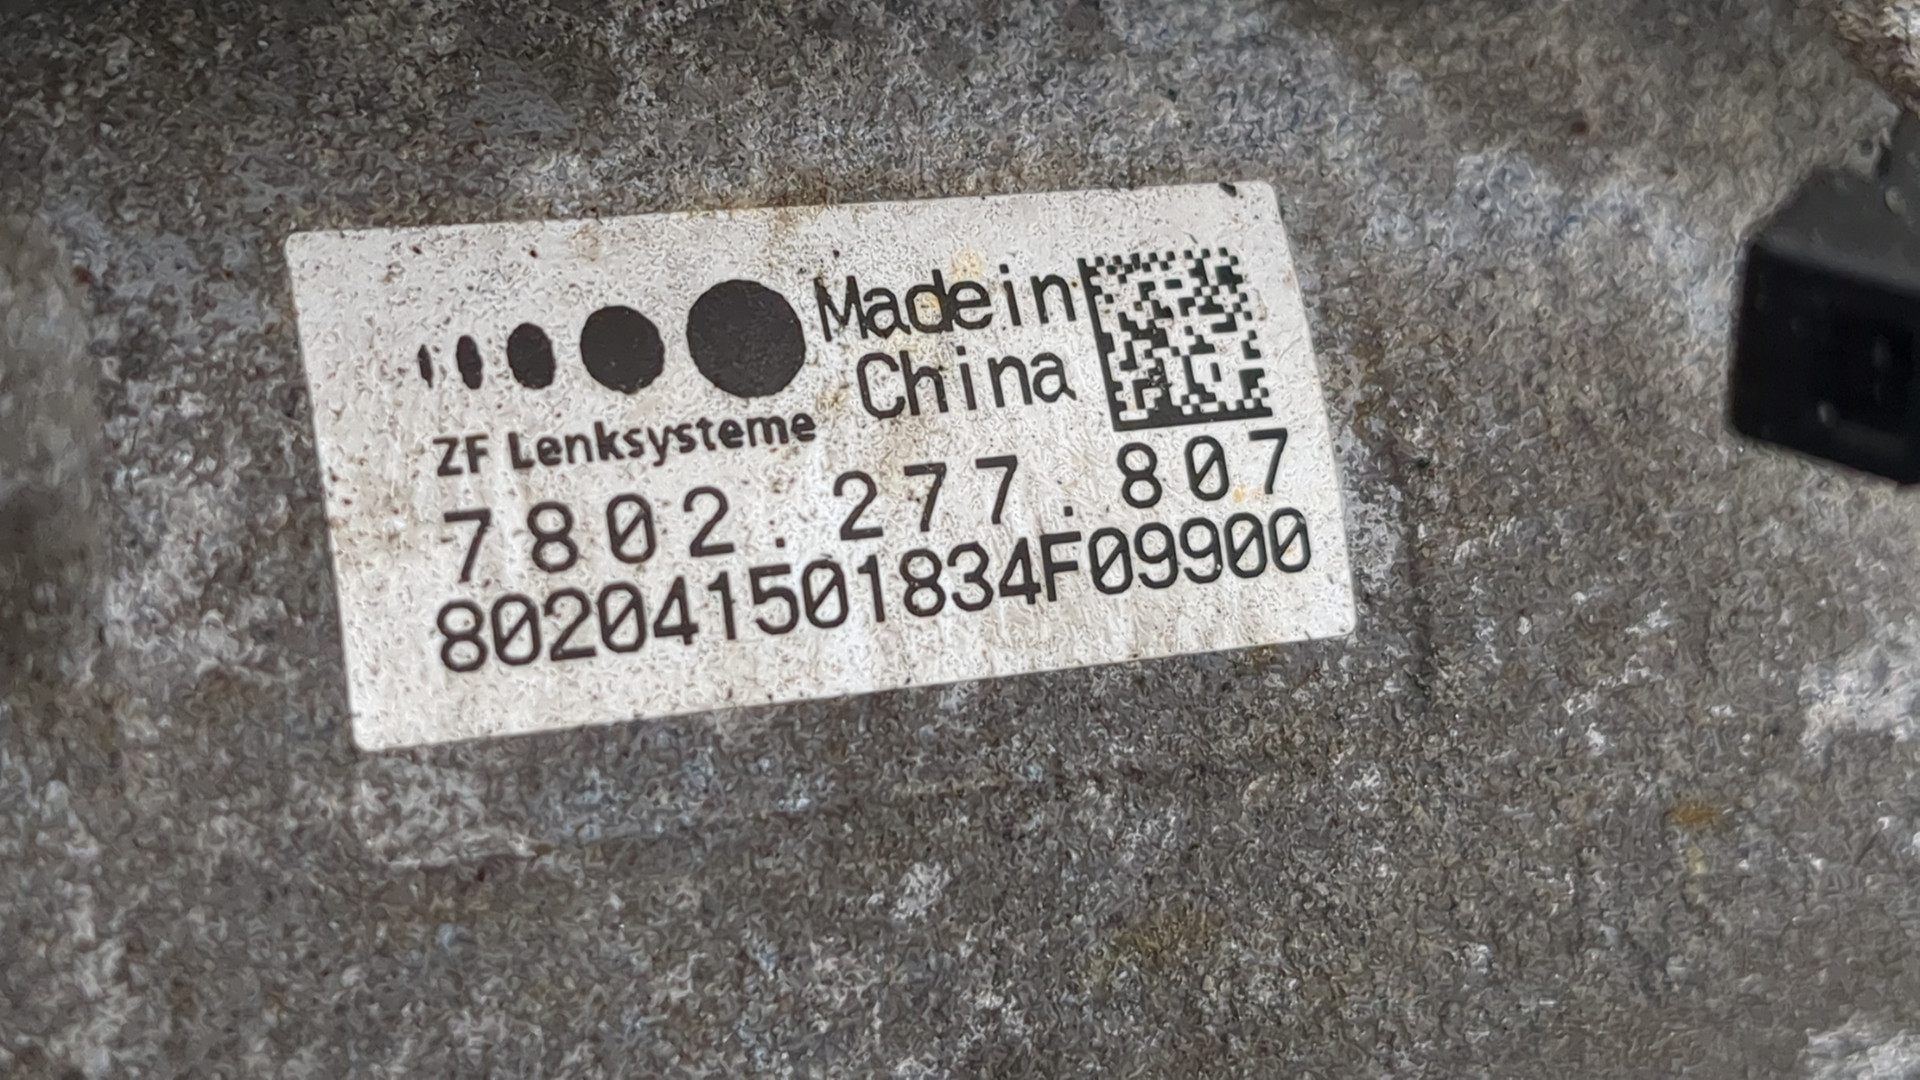 Made in
China
ZF Lenksysteme
7802.277.807
802041501834F09900